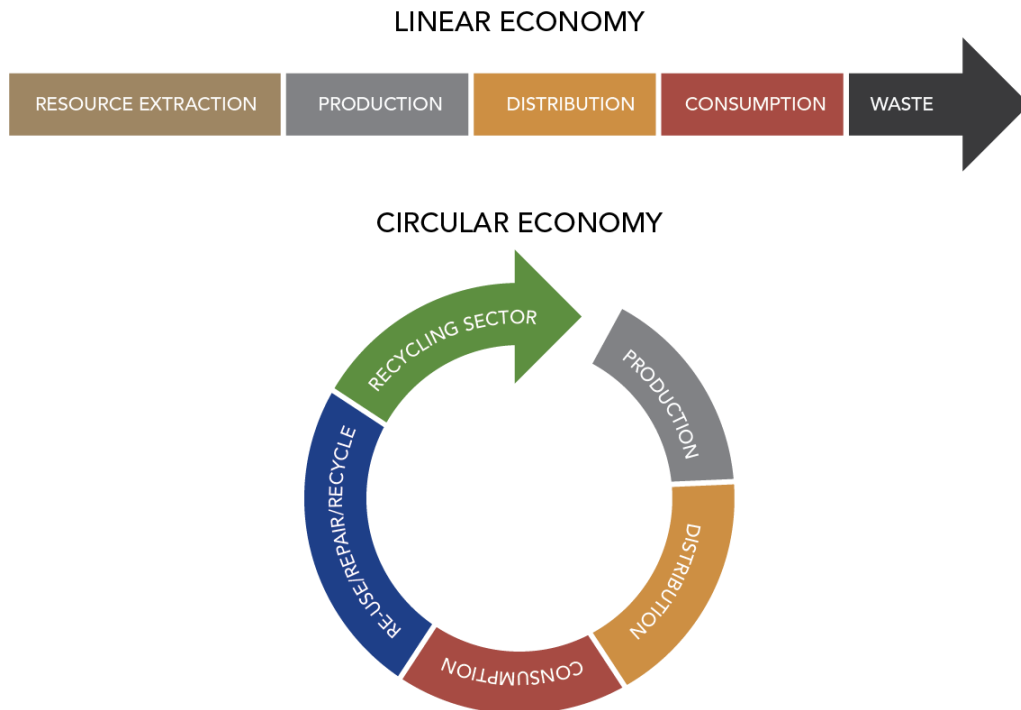 LINEAR ECONOMY
RESOURCE EXTRACTION
PRODUCTION
DISTRIBUTION
CONSUMPTION
WASTE
CIRCULAR ECONOMY
PRODUCTION
DISTRIBUTION
CONSUMPTION
RE-USE/REPAIR/RECYCLE
RECYCLING SECTOR